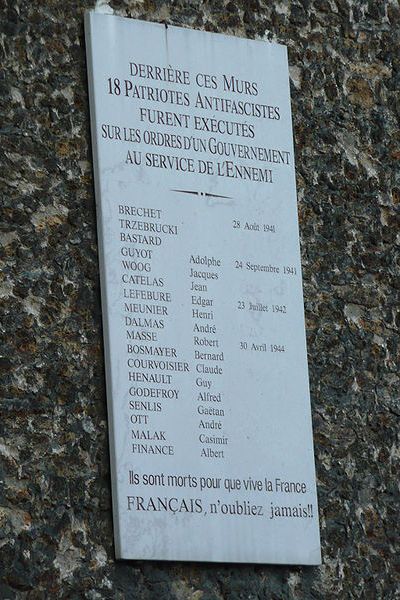 DERRIÈRE CES MURS
18 PATRIOTES ANTIFASCISTES
FURENT EXÉCUTÉS
SUR LES ORDRES D'UN GOUVERNEMENT
AU SERVICE DE L'ENNEMI
BRECHET 28 Août 1941
TRZEBRUCKI
BASTARD
GUYOT Adolphe 24 Septembre 1941
WOOG Jacques
CATELAS Jean
LEFEBURE Edgar 23 Juillet 1942
MEUNIER Henri
DALMAS André
MASSE Robert 30 Avril 1944
BOSMAYER Bernard
COURVOISIER Claude
HENAULT Guy
GODEFROY Alfred
SENLIS Gaëtan
OTT André
MALAK Casimir
FINANCE Albert
Ils sont morts pour que vive la France
FRANÇAIS, n'oubliez jamais!!